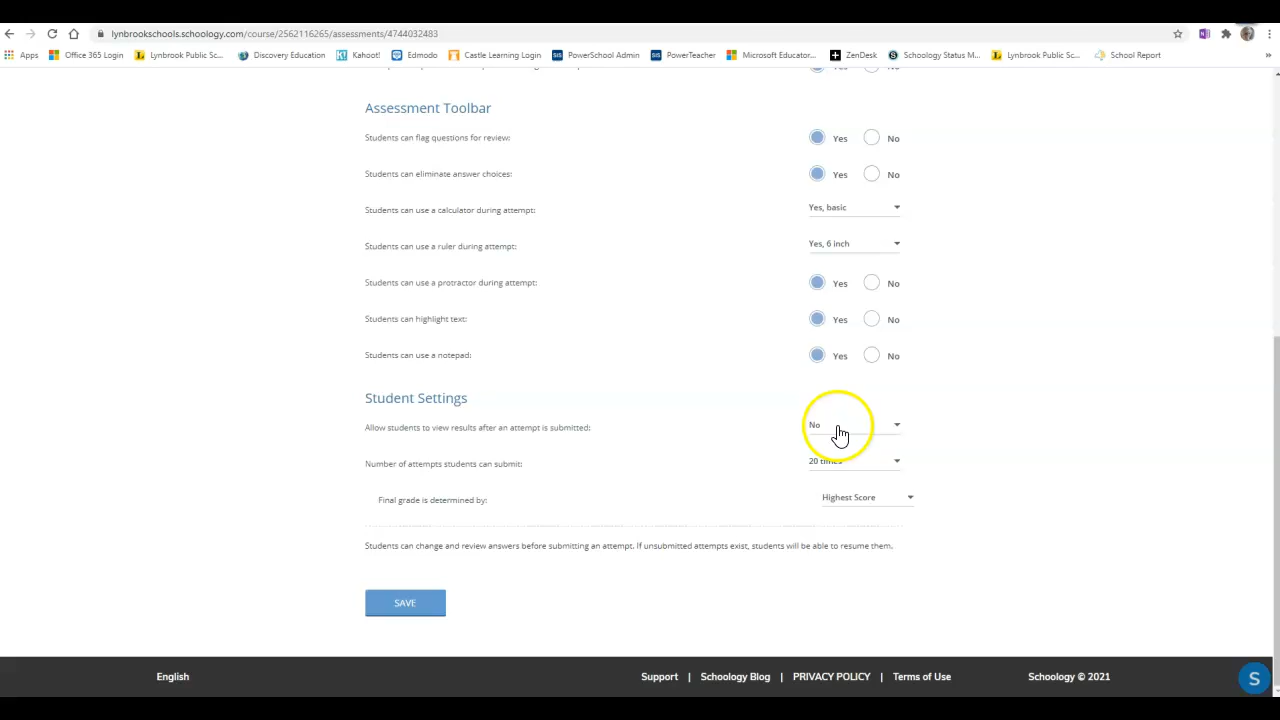 lynbrookschools.schoology.com/course/2562116265/assessments/4744032483
Apps Office 365 Login Lynbrook Public Sc... Discovery Education Kahoot! Edmodo Castle Learning Login PowerSchool Admin PowerTeacher Microsoft Educator... ZenDesk Schoology Status M... Lynbrook Public Sc... School Report »
Yes No
Assessment Toolbar
Students can flag questions for review: Yes No
Students can eliminate answer choices: Yes No
Students can use a calculator during attempt: Yes, basic
Students can use a ruler during attempt: Yes, 6 inch
Students can use a protractor during attempt: Yes No
Students can highlight text: Yes No
Students can use a notepad: Yes No
Student Settings
Allow students to view results after an attempt is submitted: No
Number of attempts students can submit: 20 times
Final grade is determined by: Highest Score
Students can change and review answers before submitting an attempt. If unsubmitted attempts exist, students will be able to resume them.
SAVE
English Support | Schoology Blog | PRIVACY POLICY | Terms of Use Schoology © 2021 S